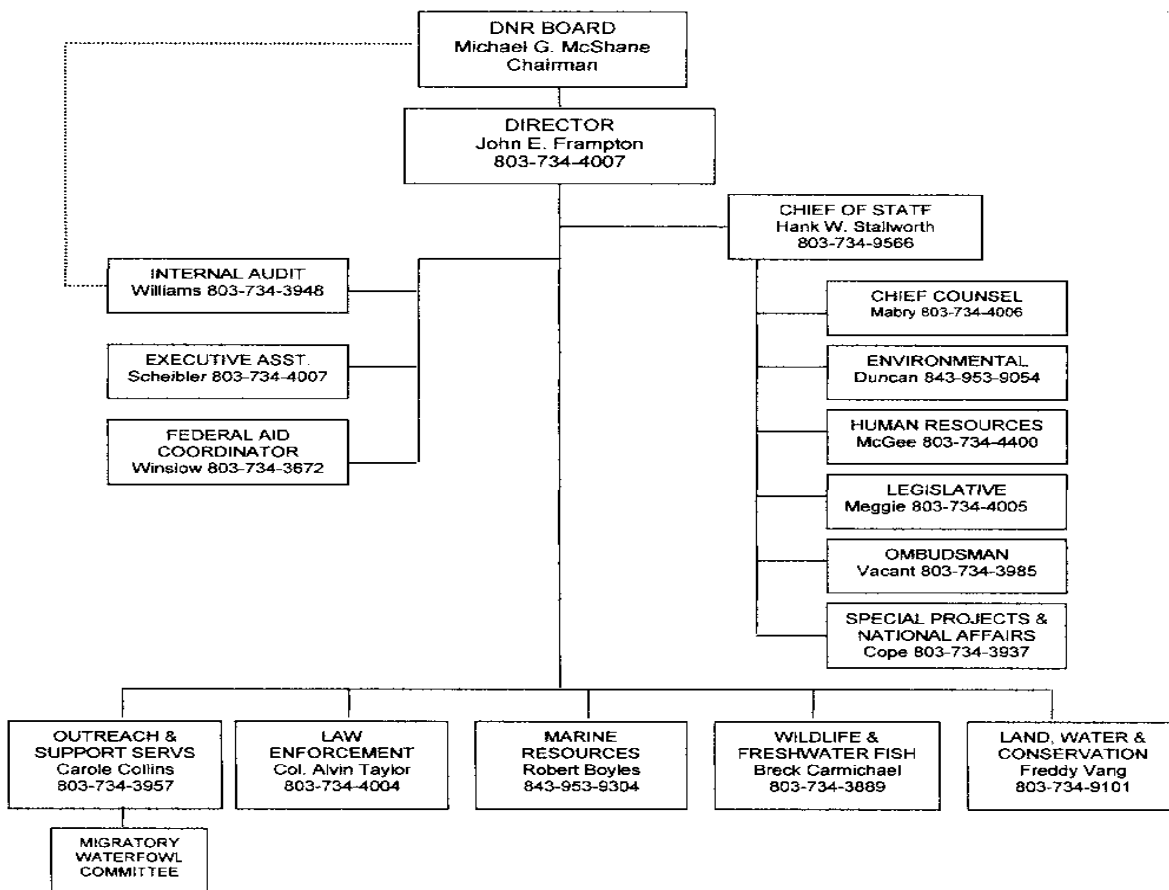 DNR BOARD
Michael G. McShane
Chairman
DIRECTOR
John E. Frampton
803-734-4007
CHIEF OF STAFF
Hank W. Stallworth
803-734-9566
INTERNAL AUDIT
Williams 803-734-3948
EXECUTIVE ASST.
Scheibler 803-734-4007
FEDERAL AID
COORDINATOR
Winslow 803-734-3672
CHIEF COUNSEL
Mabry 803-734-4006
ENVIRONMENTAL
Duncan 843-953-9054
HUMAN RESOURCES
McGee 803-734-4400
LEGISLATIVE
Meggie 803-734-4005
OMBUDSMAN
Vacant 803-734-3985
SPECIAL PROJECTS &
NATIONAL AFFAIRS
Cope 803-734-3937
OUTREACH &
SUPPORT SERVS
Carole Collins
803-734-3957
LAW
ENFORCEMENT
Col. Alvin Taylor
803-734-4004
MARINE
RESOURCES
Robert Boyles
843-953-9304
WILDLIFE &
FRESHWATER FISH
Breck Carmichael
803-734-3889
LAND, WATER &
CONSERVATION
Freddy Vang
803-734-9101
MIGRATORY
WATERFOWL
COMMITTEE